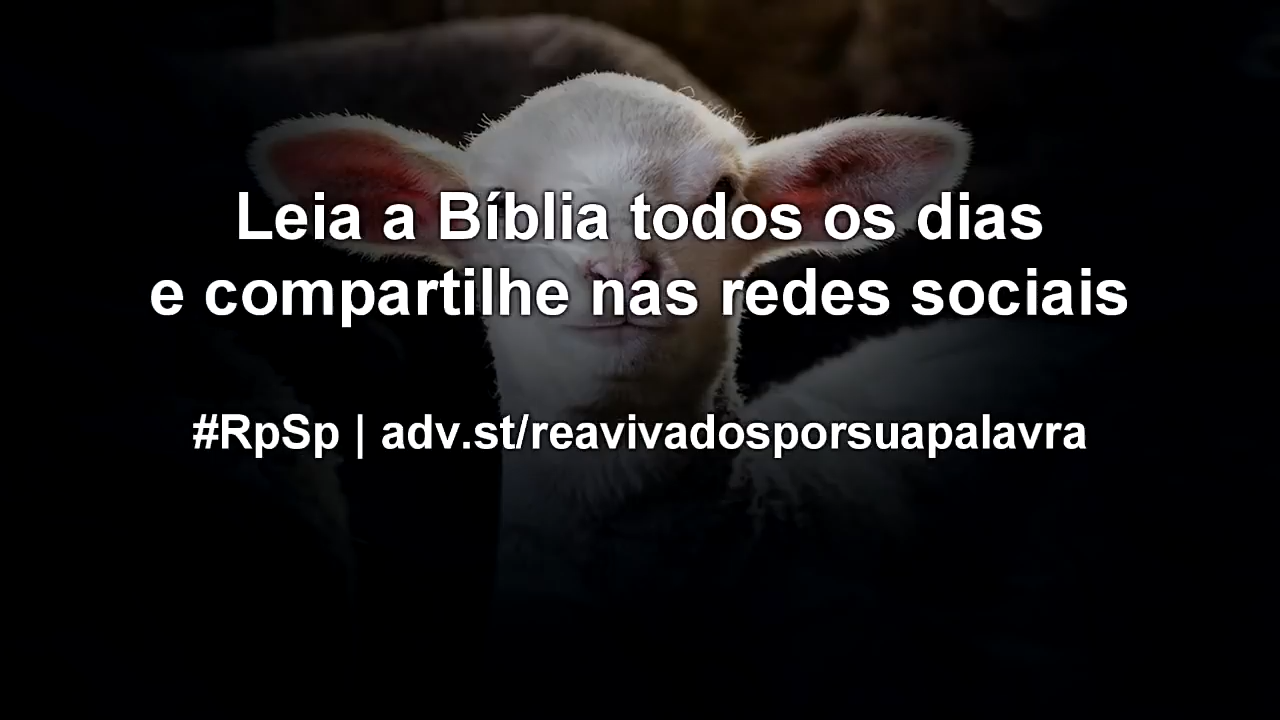 Leia a Bíblia todos os dias
e compartilhe nas redes sociais
#RpSp | adv.st/reavivadosporsuapalavra